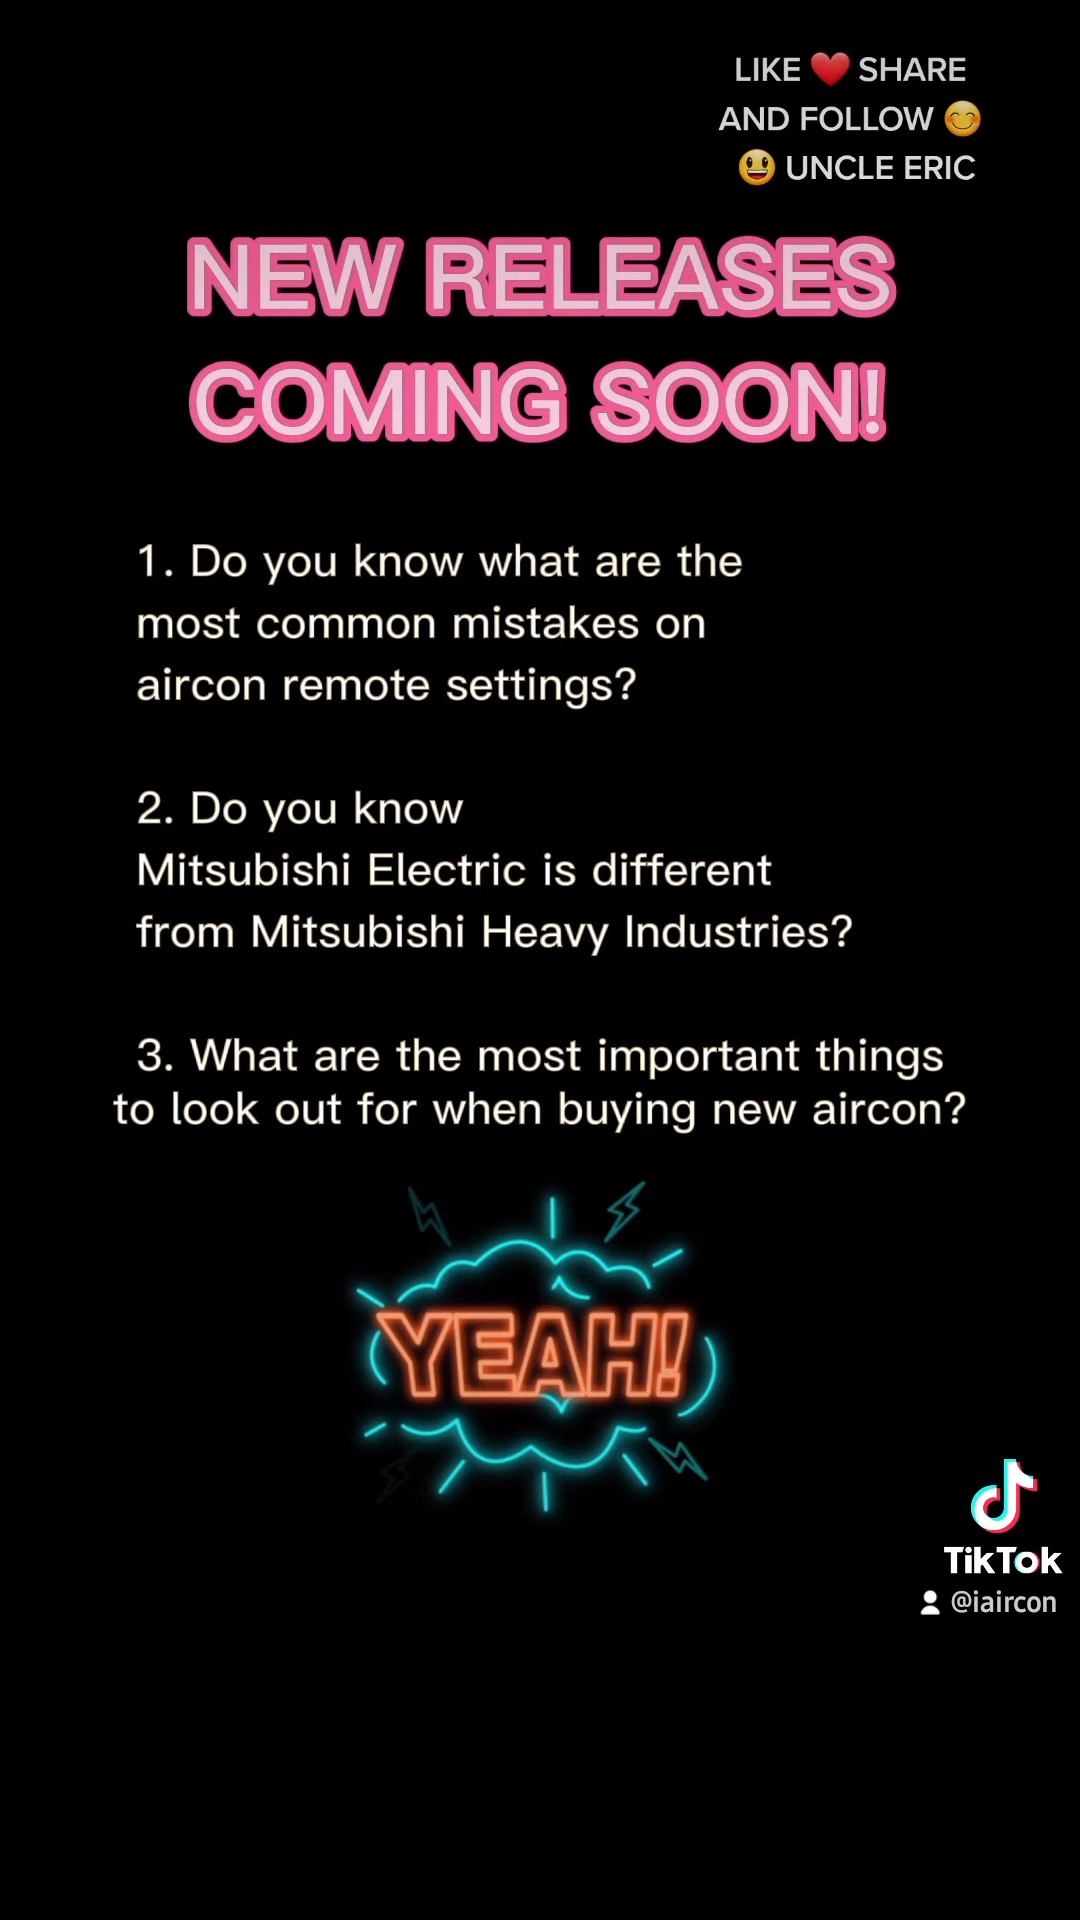 LIKE ❤️ SHARE
AND FOLLOW 😊
😃 UNCLE ERIC
NEW RELEASES
COMING SOON!
1. Do you know what are the
most common mistakes on
aircon remote settings?
2. Do you know
Mitsubishi Electric is different
from Mitsubishi Heavy Industries?
3. What are the most important things
to look out for when buying new aircon?
YEAH!
TikTok
@iaircon